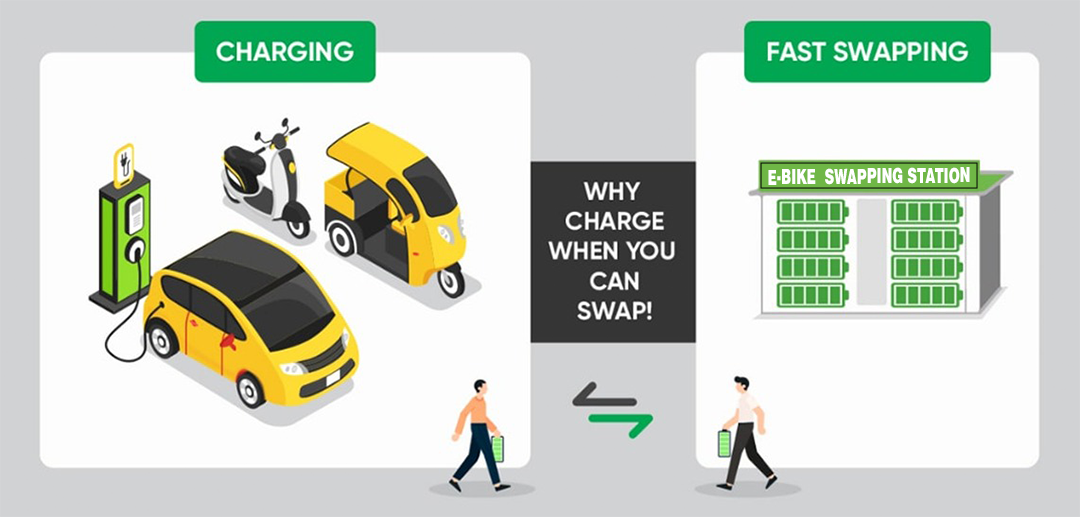 CHARGING
FAST SWAPPING
E-BIKE SWAPPING STATION
WHY
CHARGE
WHEN YOU
CAN
SWAP!